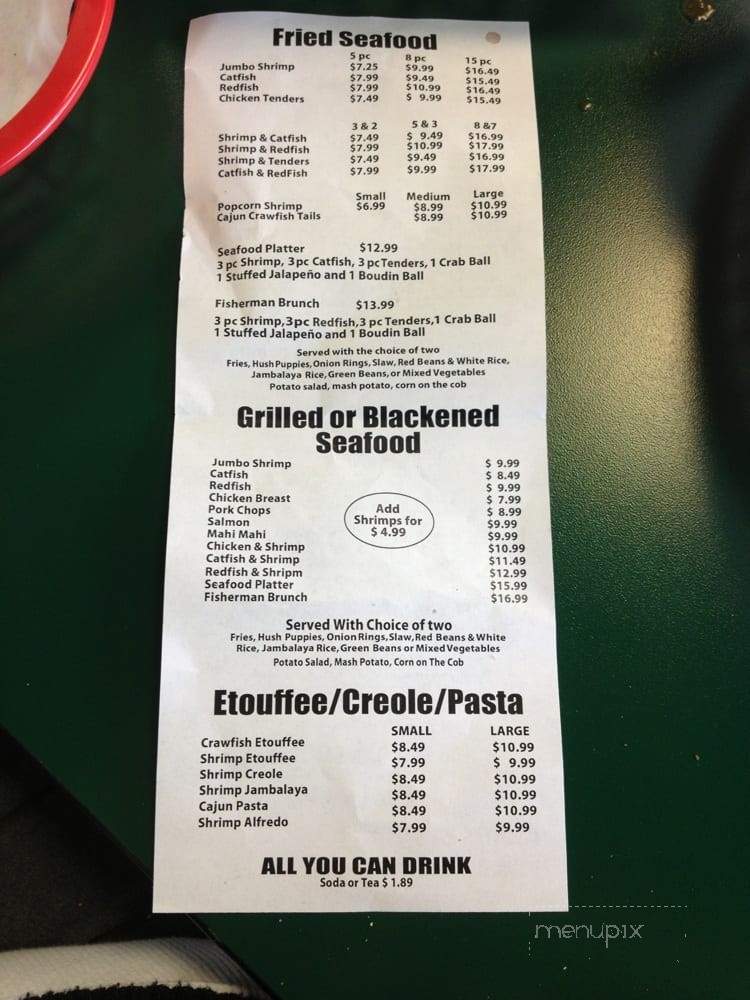 Fried Seafood
5 pc 8 pc 15 pc
Jumbo Shrimp $7.25 $9.99 $16.49
Catfish $7.99 $9.49 $15.49
Redfish $7.99 $10.99 $16.49
Chicken Tenders $7.49 $ 9.99 $15.49
3 & 2 5 & 3 8 &7
Shrimp & Catfish $7.49 $ 9.49 $16.99
Shrimp & Redfish $7.99 $10.99 $17.99
Shrimp & Tenders $7.49 $9.49 $16.99
Catfish & RedFish $7.99 $9.99 $17.99
Small Medium Large
Popcorn Shrimp $6.99 $8.99 $10.99
Cajun Crawfish Tails $8.99 $10.99
Seafood Platter $12.99
3 pc Shrimp, 3pc Catfish, 3 pc Tenders, 1 Crab Ball
1 Stuffed Jalapeño and 1 Boudin Ball
Fisherman Brunch $13.99
3 pc Shrimp,3pc Redfish,3 pc Tenders,1 Crab Ball
1 Stuffed Jalapeño and 1 Boudin Ball
Served with the choice of two
Fries, Hush Puppies, Onion Rings, Slaw, Red Beans & White Rice,
Jambalaya Rice, Green Beans, or Mixed Vegetables
Potato salad, mash potato, corn on the cob
Grilled or Blackened
Seafood
Jumbo Shrimp $ 9.99
Catfish $ 8.49
Redfish $ 9.99
Chicken Breast $ 7.99
Pork Chops $ 8.99
Salmon $9.99
Mahi Mahi $9.99
Chicken & Shrimp $10.99
Catfish & Shrimp $11.49
Redfish & Shripm $12.99
Seafood Platter $15.99
Fisherman Brunch $16.99
Add
Shrimps for
$ 4.99
Served With Choice of two
Fries, Hush Puppies, Onion Rings, Slaw, Red Beans & White
Rice, Jambalaya Rice, Green Beans or Mixed Vegetables
Potato Salad, Mash Potato, Corn on The Cob
Etouffee/Creole/Pasta
SMALL LARGE
Crawfish Etouffee $8.49 $10.99
Shrimp Etouffee $7.99 $ 9.99
Shrimp Creole $8.49 $10.99
Shrimp Jambalaya $8.49 $10.99
Cajun Pasta $8.49 $10.99
Shrimp Alfredo $7.99 $9.99
ALL YOU CAN DRINK
Soda or Tea $ 1.89
menupix